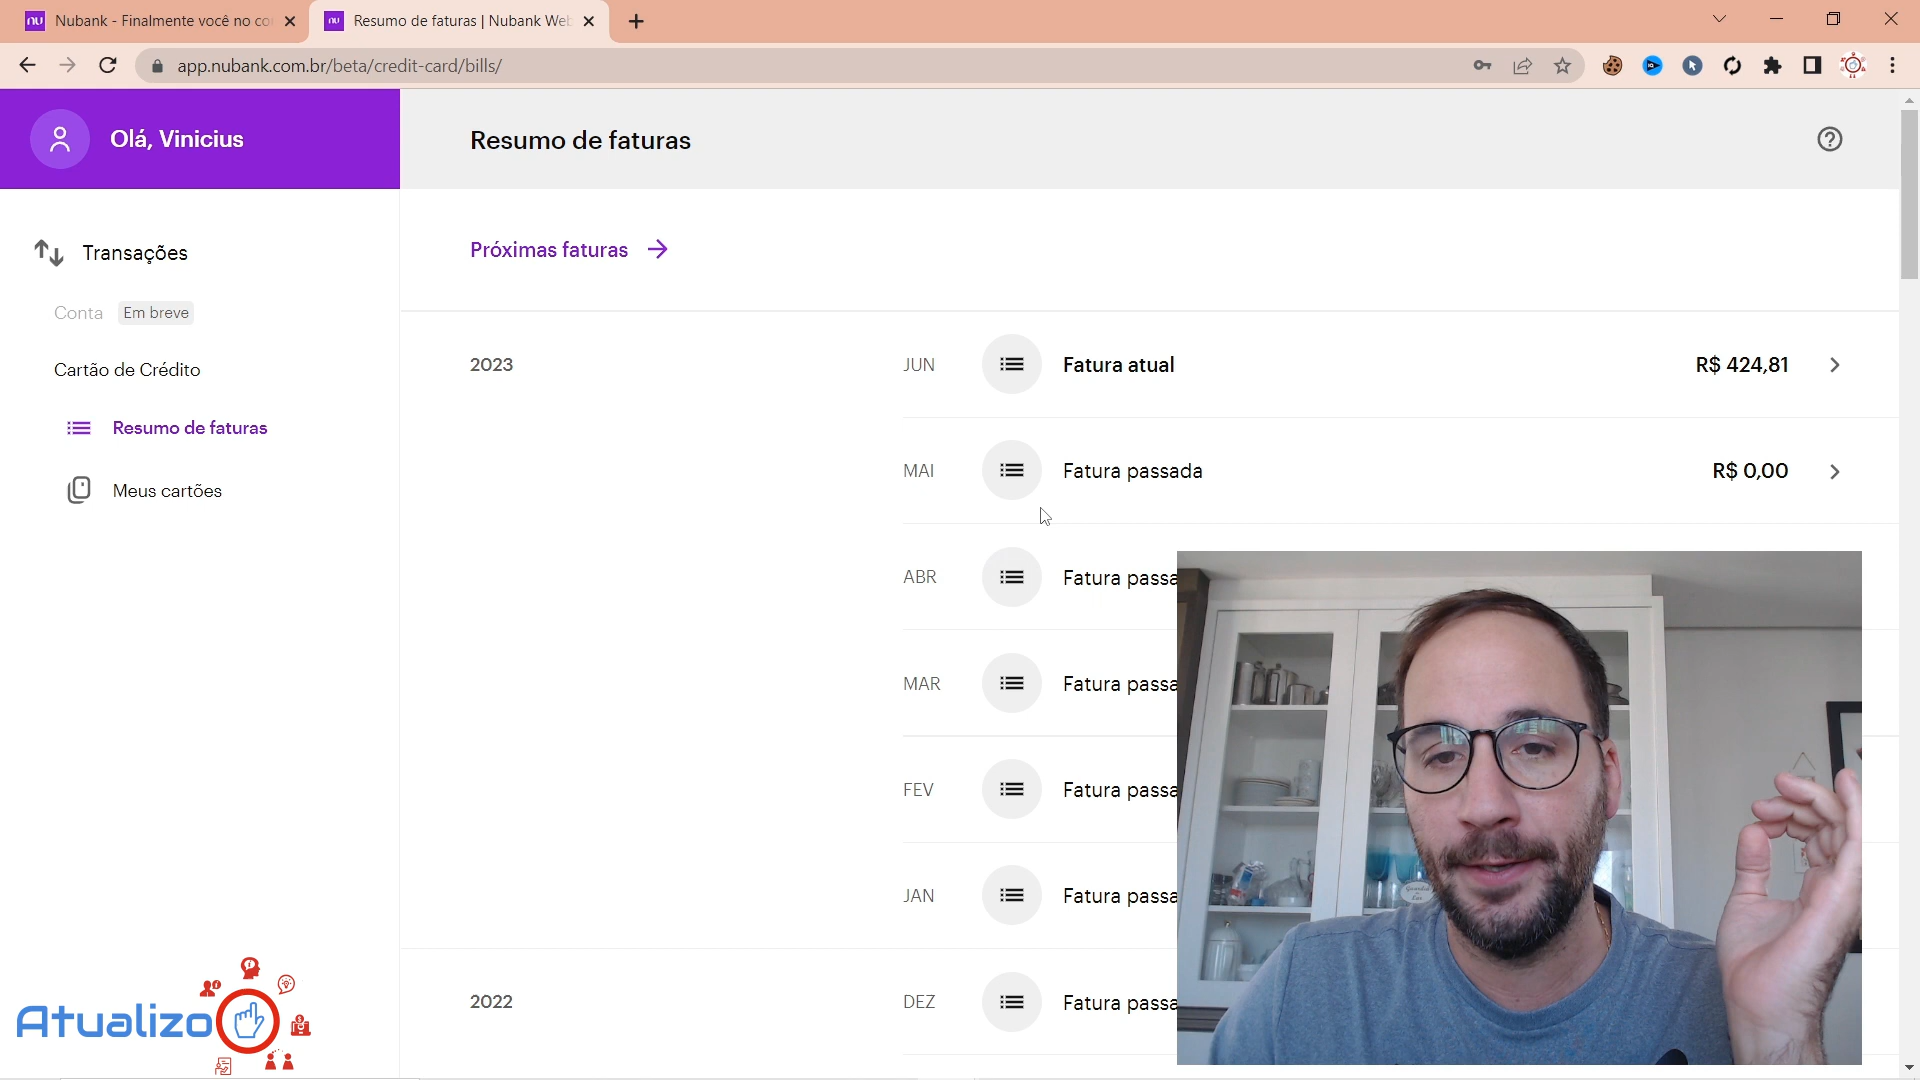 Nubank - Finalmente você no co
Resumo de faturas | Nubank Web
app.nubank.com.br/beta/credit-card/bills/
Olá, Vinicius
Resumo de faturas
Transações
Próximas faturas
Conta Em breve
2023 JUN Fatura atual R$ 424,81
Cartão de Crédito
Resumo de faturas
MAI Fatura passada R$ 0,00
Meus cartões
ABR Fatura passa
MAR Fatura passa
FEV Fatura passa
JAN Fatura passa
2022 DEZ Fatura passa
Atualizo